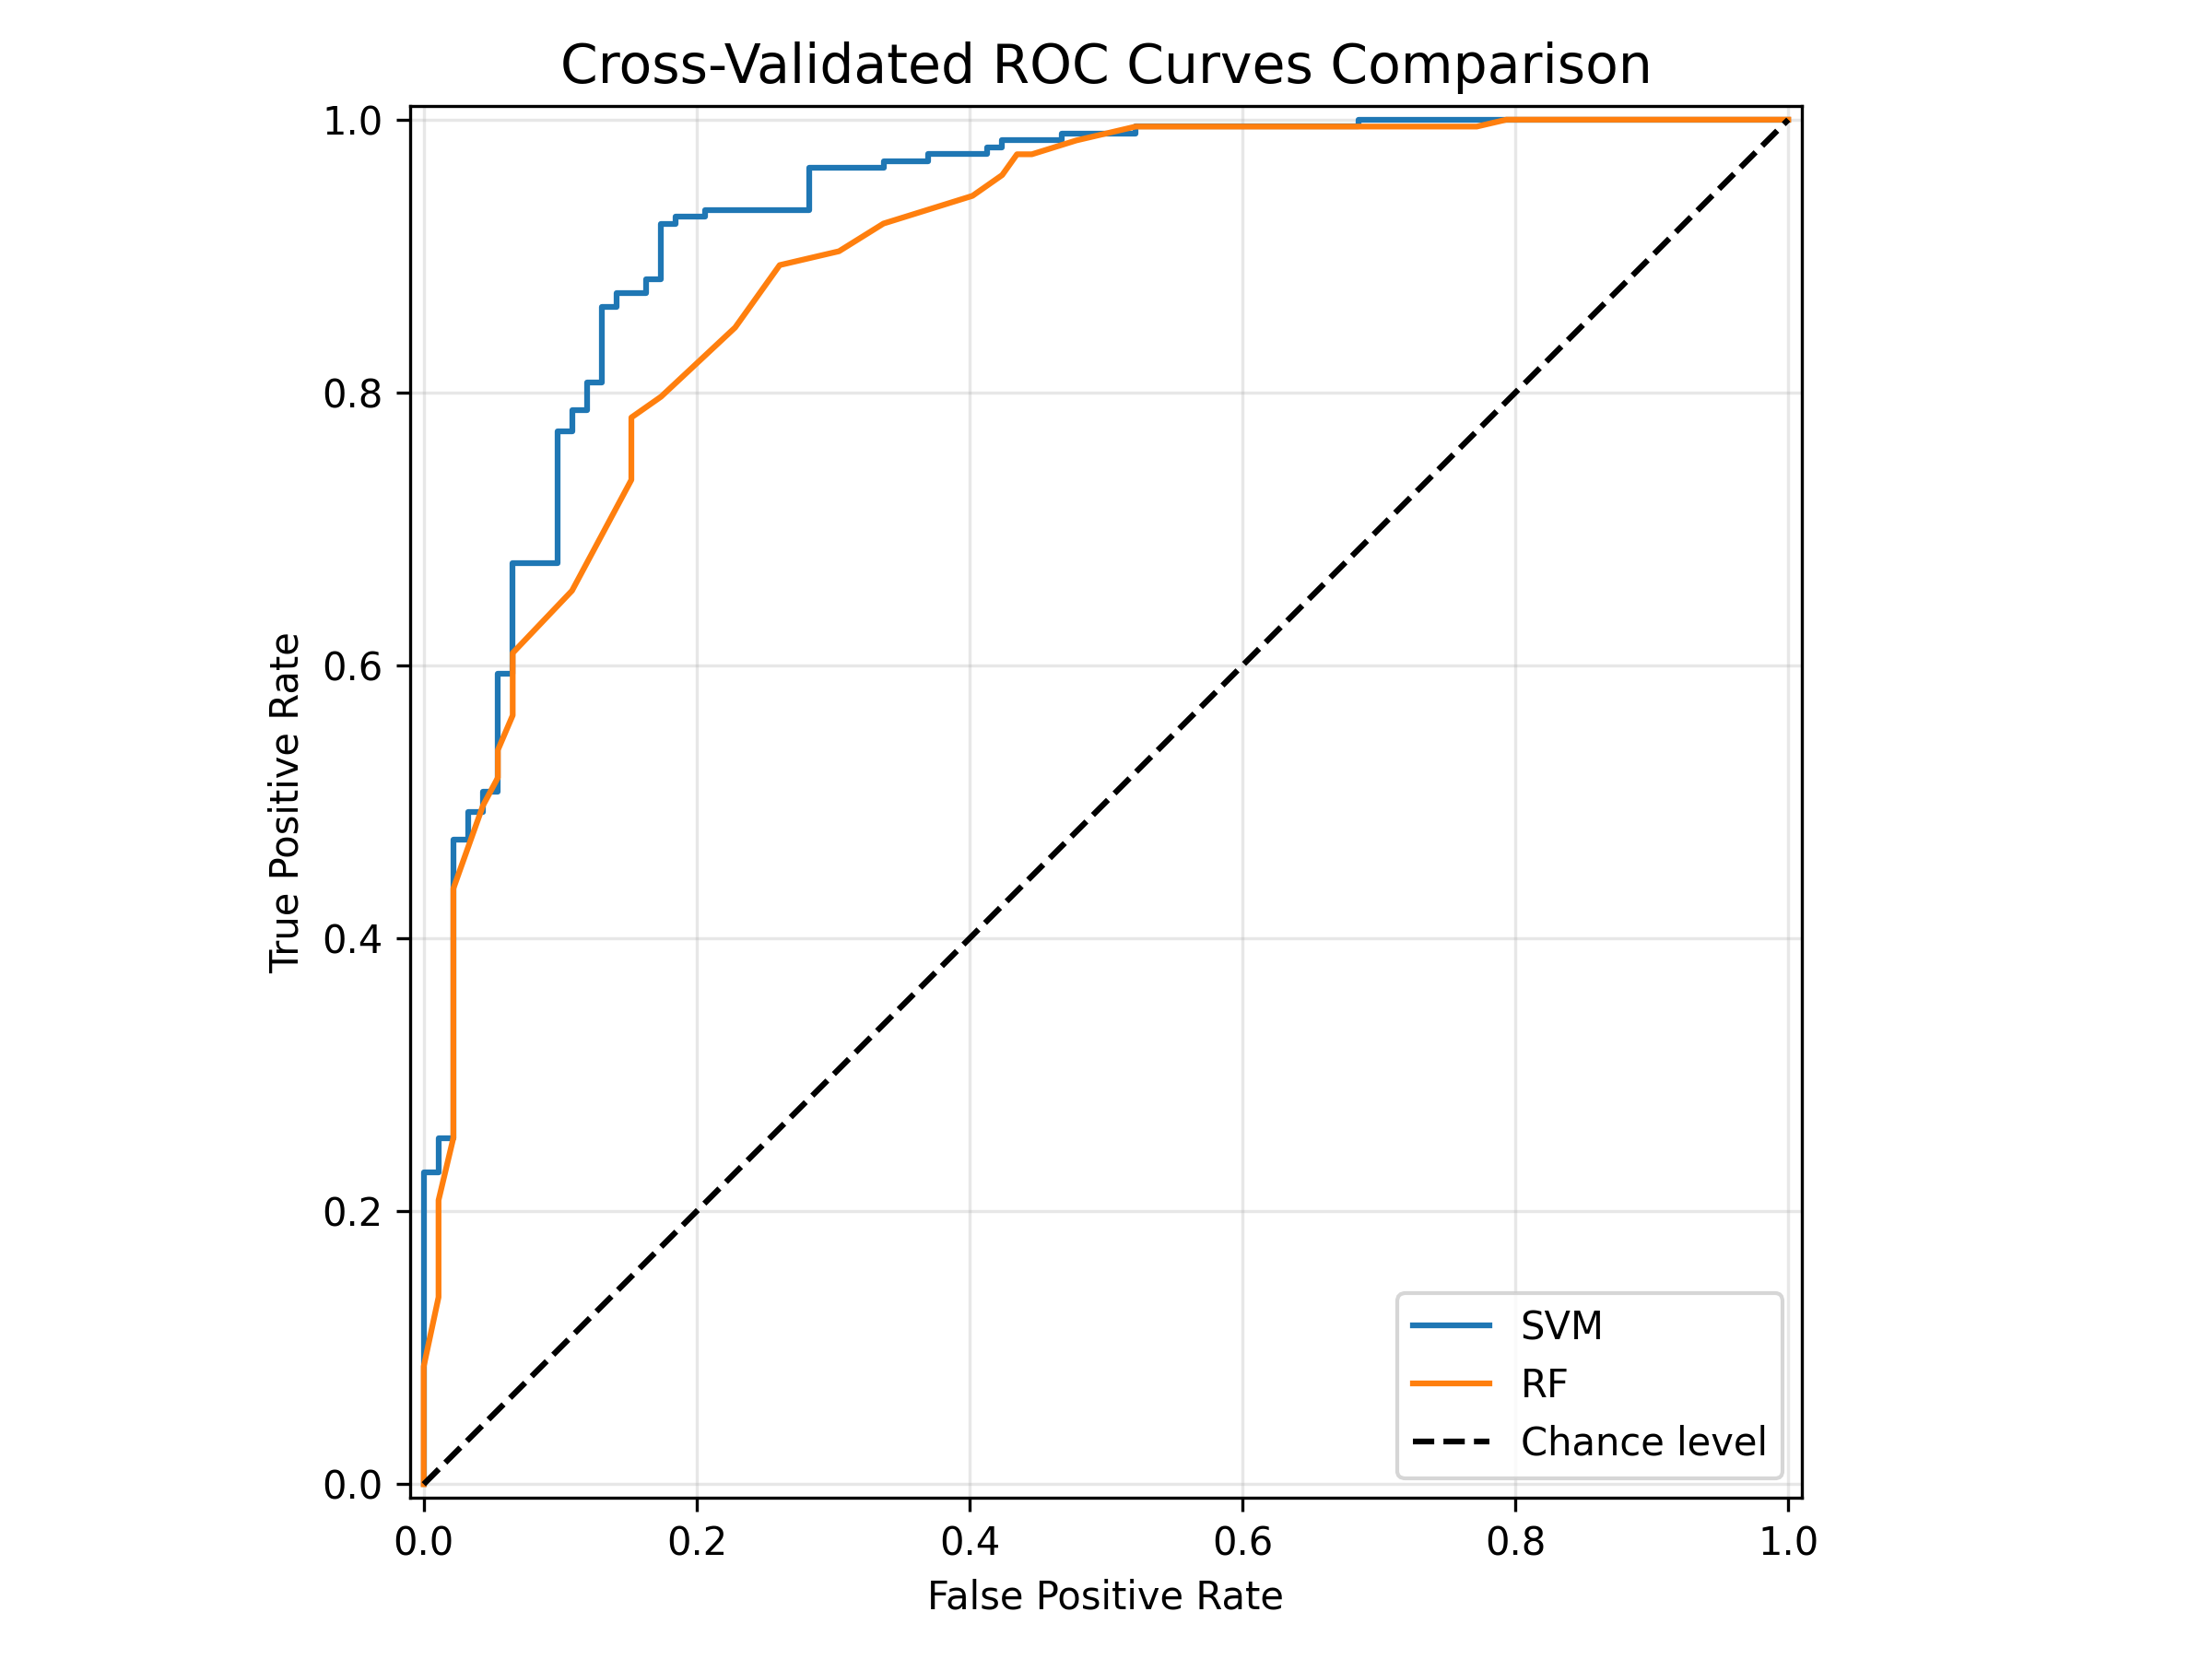 Cross-Validated ROC Curves Comparison
1.0
0.8
0.6
0.4
0.2
0.0
True Positive Rate
0.0 0.2 0.4 0.6 0.8 1.0
False Positive Rate
SVM
RF
Chance level